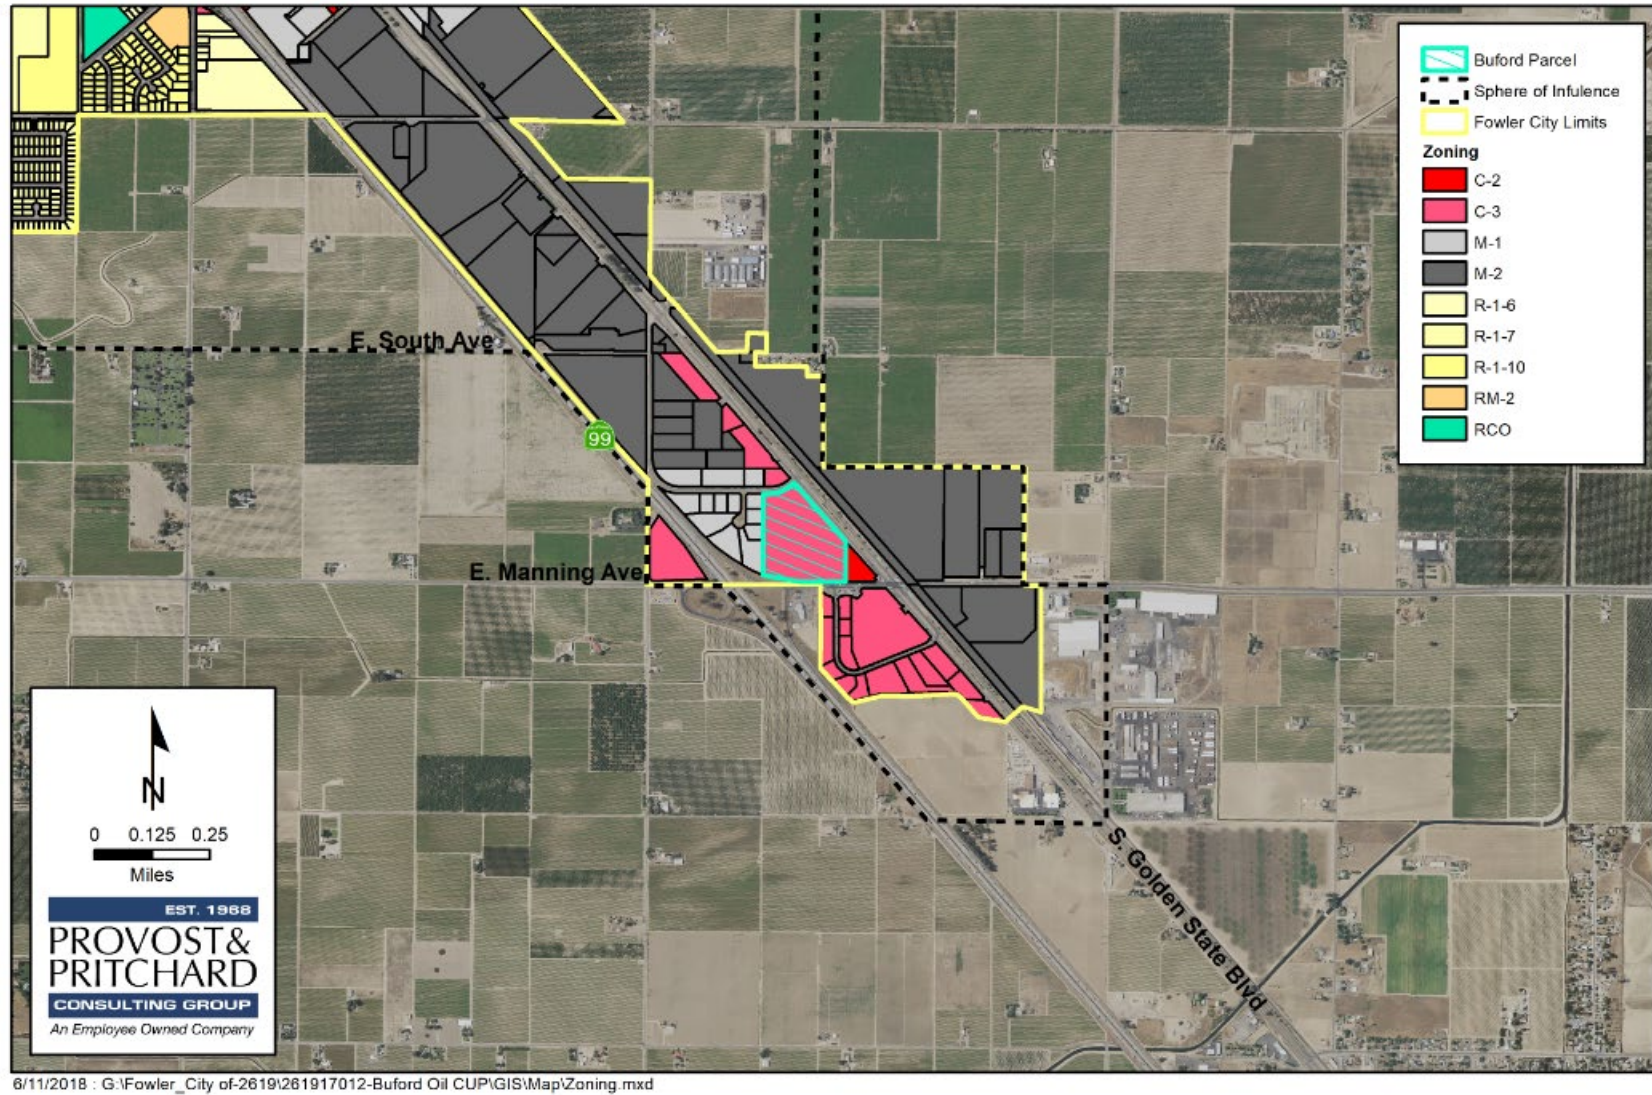 Buford Parcel
Sphere of Infulence
Fowler City Limits
Zoning
C-2
C-3
M-1
M-2
R-1-6
R-1-7
R-1-10
RM-2
RCO
E. South Ave
99
E. Manning Ave
S. Golden State Blvd
N
0 0.125 0.25
Miles
EST. 1968
PROVOST&
PRITCHARD
CONSULTING GROUP
An Employee Owned Company
6/11/2018 : G:\Fowler_City of-2619\261917012-Buford Oil CUP\GIS\Map\Zoning.mxd